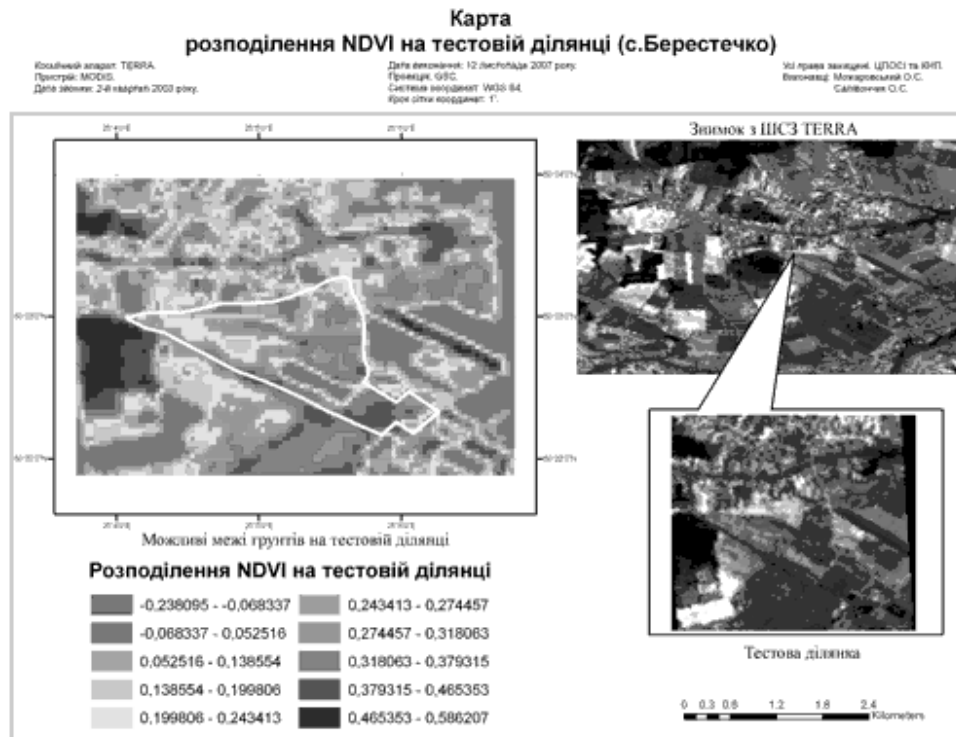 Карта
розподілення NDVI на тестовій ділянці (с.Берестечко)
Космічний апарат: TERRA.
Пристрій: MODIS.
Дата зйомки: 2-й квартал 2003 року.
Дата виконання: 12 листопада 2007 року.
Проекція: GSC.
Система координат: WGS 84.
Крок сітки координат: 1'.
Усі права захищені. ЦПОСІ та КНП.
Виконавці: Можаровський О.С.
О.С.
Знимок з ШСЗ TERRA
Можливі межі грунтів на тестовій ділянці
Розподілення NDVI на тестовій ділянці
-0,238095 - -0,068337
-0,068337 - 0,052516
0,052516 - 0,138554
0,138554 - 0,199806
0,199806 - 0,243413
0,243413 - 0,274457
0,274457 - 0,318063
0,318063 - 0,379315
0,379315 - 0,465353
0,465353 - 0,586207
Тестова ділянка
0 0.3 0.6 1.2 1.8 2.4
Kilometers